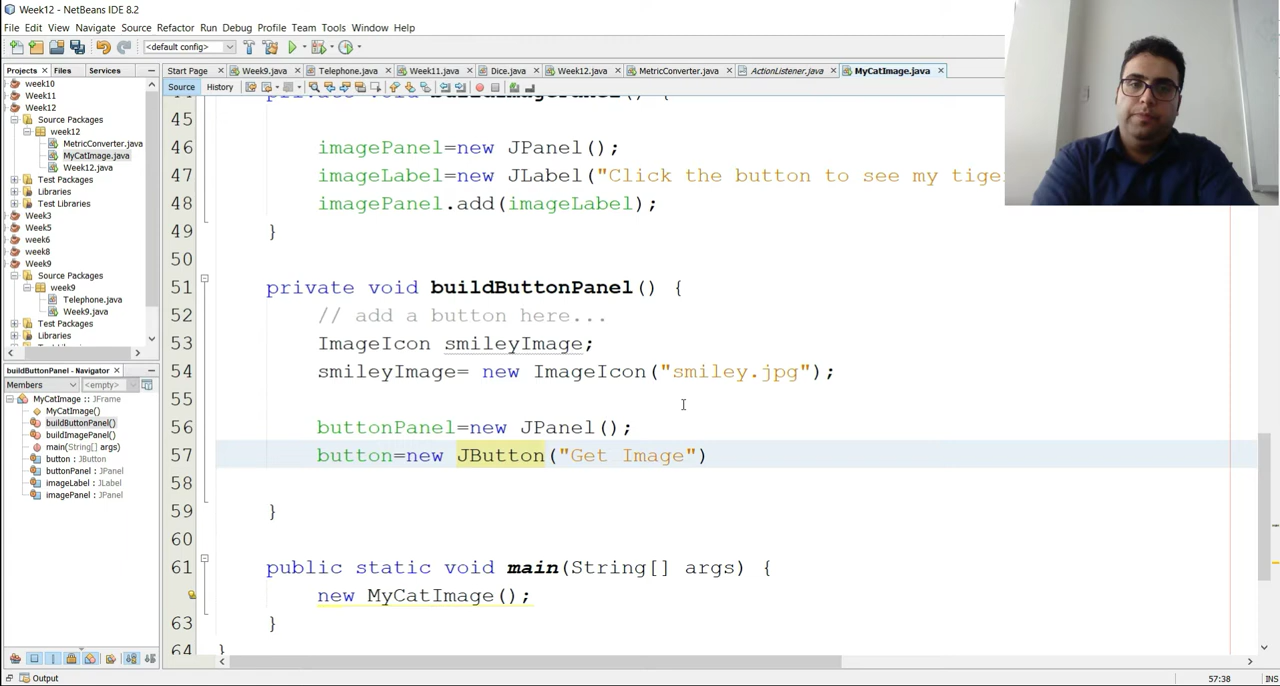 Week12 - NetBeans IDE 8.2
File Edit View Navigate Source Refactor Run Debug Profile Team Tools Window Help
<default config>
Projects Files Services
Start Page Week9.java Telephone.java Week11.java Dice.java Week12.java MetricConverter.java ActionListener.java MyCatImage.java
Source History
week10
Week11
Week12
Source Packages
week12
MetricConverter.java
MyCatImage.java
Week12.java
Test Packages
Libraries
Test Libraries
Week3
Week5
week6
week8
Week9
Source Packages
week9
Telephone.java
Week9.java
Test Packages
Libraries
buildButtonPanel - Navigator
Members <empty>
MyCatImage :: JFrame
MyCatImage()
buildButtonPanel()
buildImagePanel()
main(String[] args)
button : JButton
buttonPanel : JPanel
imageLabel : JLabel
imagePanel : JPanel
private void buildImagePanel() {
45
46 imagePanel=new JPanel();
47 imageLabel=new JLabel("Click the button to see my tige
48 imagePanel.add(imageLabel);
49 }
50
51 private void buildButtonPanel() {
52 // add a button here...
53 ImageIcon smileyImage;
54 smileyImage= new ImageIcon("smiley.jpg");
55
56 buttonPanel=new JPanel();
57 button=new JButton("Get Image")
58
59 }
60
61 public static void main(String[] args) {
new MyCatImage();
63 }
64 }
Output
57:38 INS